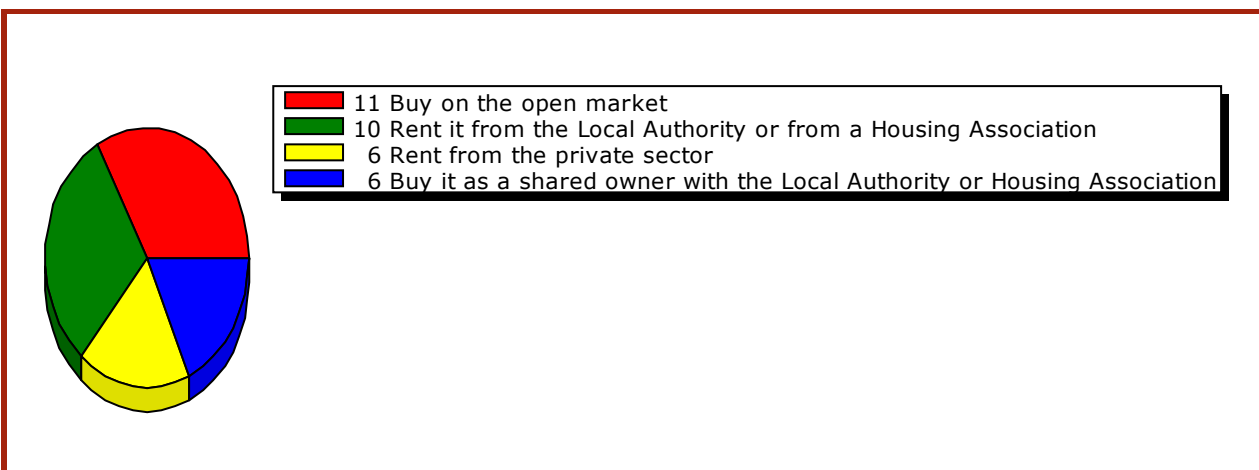 11 Buy on the open market
10 Rent it from the Local Authority or from a Housing Association
6 Rent from the private sector
6 Buy it as a shared owner with the Local Authority or Housing Association